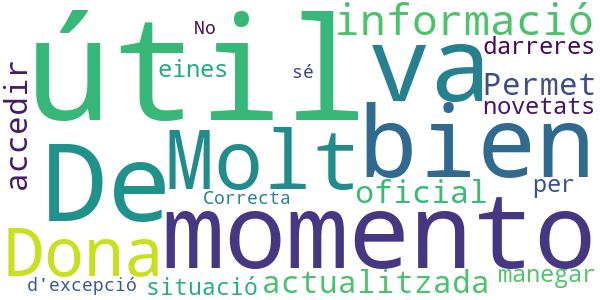 útil
No
informació
va
darreres
eines
sé
Permet
novetats
accedir
De
Molt
bien
momento
Correcta
oficial
per
Dona
d'excepció
situació
actualitzada
manegar